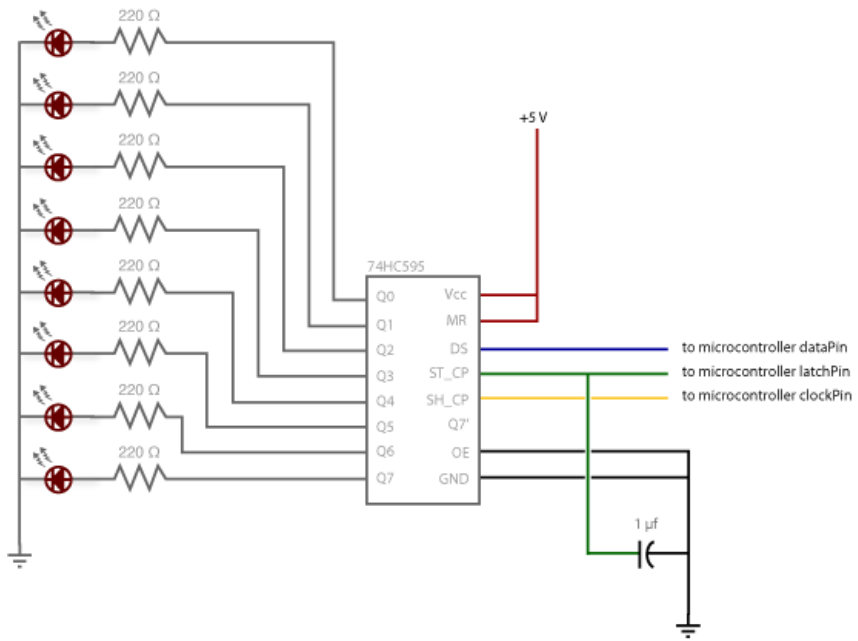 220 Ω
220 Ω
220 Ω
220 Ω
220 Ω
220 Ω
220 Ω
220 Ω
+5 V
74HC595
Q0 Vcc
Q1 MR
Q2 DS to microcontroller dataPin
Q3 ST_CP to microcontroller latchPin
Q4 SH_CP to microcontroller clockPin
Q5 Q7'
Q6 OE
Q7 GND
1 µf